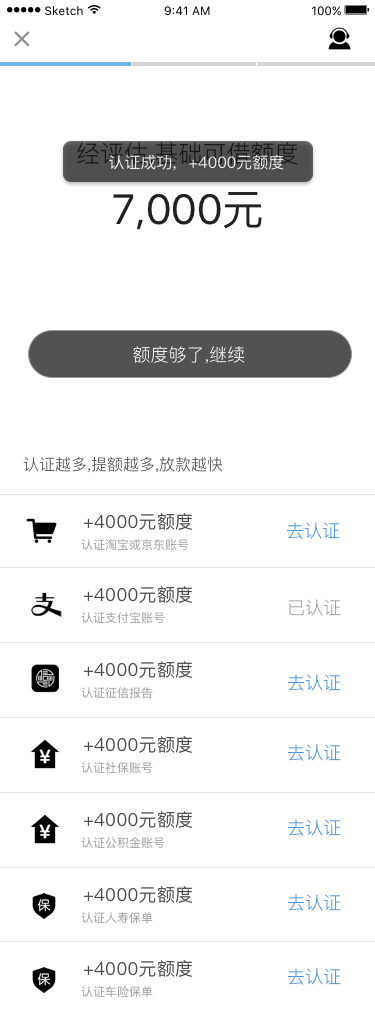 Sketch
9:41 AM
100%
经评估,基础可借额度
认证成功，+4000元额度
7,000元
额度够了,继续
认证越多,提额越多,放款越快
+4000元额度
认证淘宝或京东账号
去认证
支
+4000元额度
认证支付宝账号
已认证
+4000元额度
认证征信报告
去认证
¥
+4000元额度
认证社保账号
去认证
¥
+4000元额度
认证公积金账号
去认证
保
+4000元额度
认证人寿保单
去认证
保
+4000元额度
认证车险保单
去认证